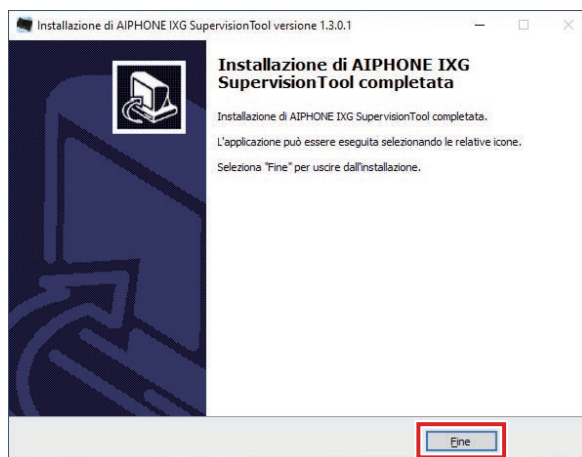 Installazione di AIPHONE IXG SupervisionTool versione 1.3.0.1
Installazione di AIPHONE IXG
SupervisionTool completata
Installazione di AIPHONE IXG SupervisionTool completata.
L'applicazione può essere eseguita selezionando le relative icone.
Seleziona "Fine" per uscire dall'installazione.
Fine